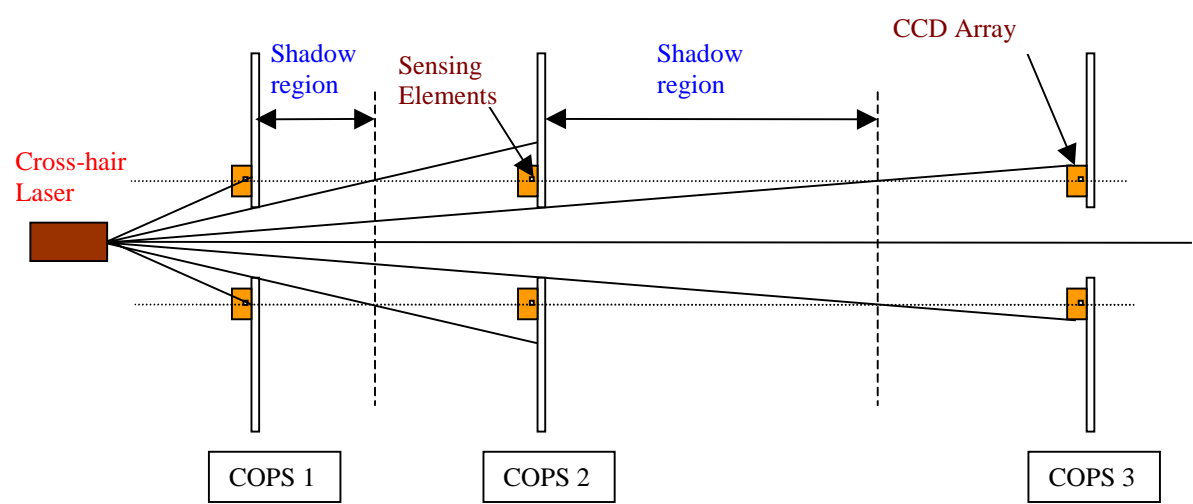 Shadow
region
Sensing
Elements
Shadow
region
CCD Array
Cross-hair
Laser
COPS 1
COPS 2
COPS 3